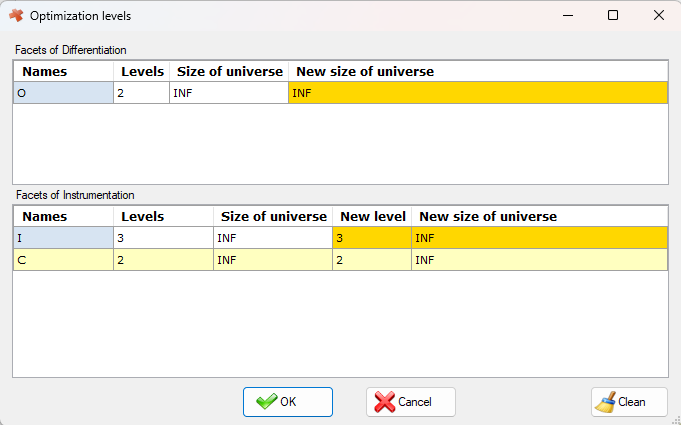 Optimization levels
Facets of Differentiation
Names Levels Size of universe New size of universe
O 2 INF INF
Facets of Instrumentation
Names Levels Size of universe New level New size of universe
I 3 INF 3 INF
C 2 INF 2 INF
OK Cancel Clean